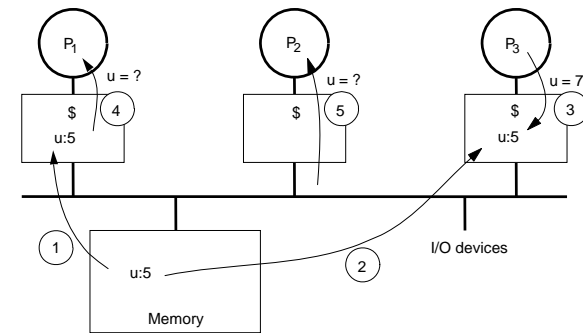 P1 P2 P3
u = ? u = ? u = 7
$ 4 $ 5 $ 3
u:5 u:5
1 u:5 2 I/O devices
Memory